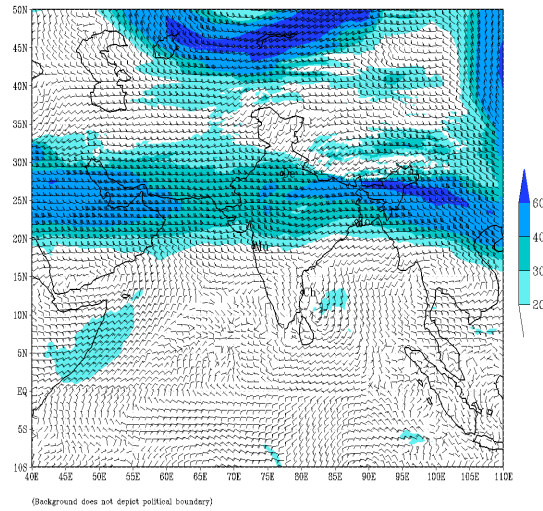 50N
45N
40N
35N
30N
25N
20N
15N
10N
5N
EQ
5S
10S
40E 45E 50E 55E 60E 65E 70E 75E 80E 85E 90E 95E 100E 105E 110E
60
40
30
20
Mu
Ch
(Background does not depict political boundary)